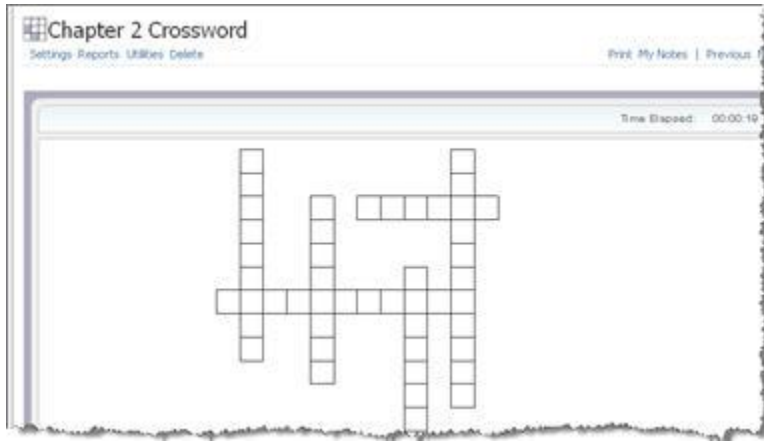 Chapter 2 Crossword
Settings Reports Utilities Delete
Print My Notes | Previous
Time Elapsed: 00:00:19